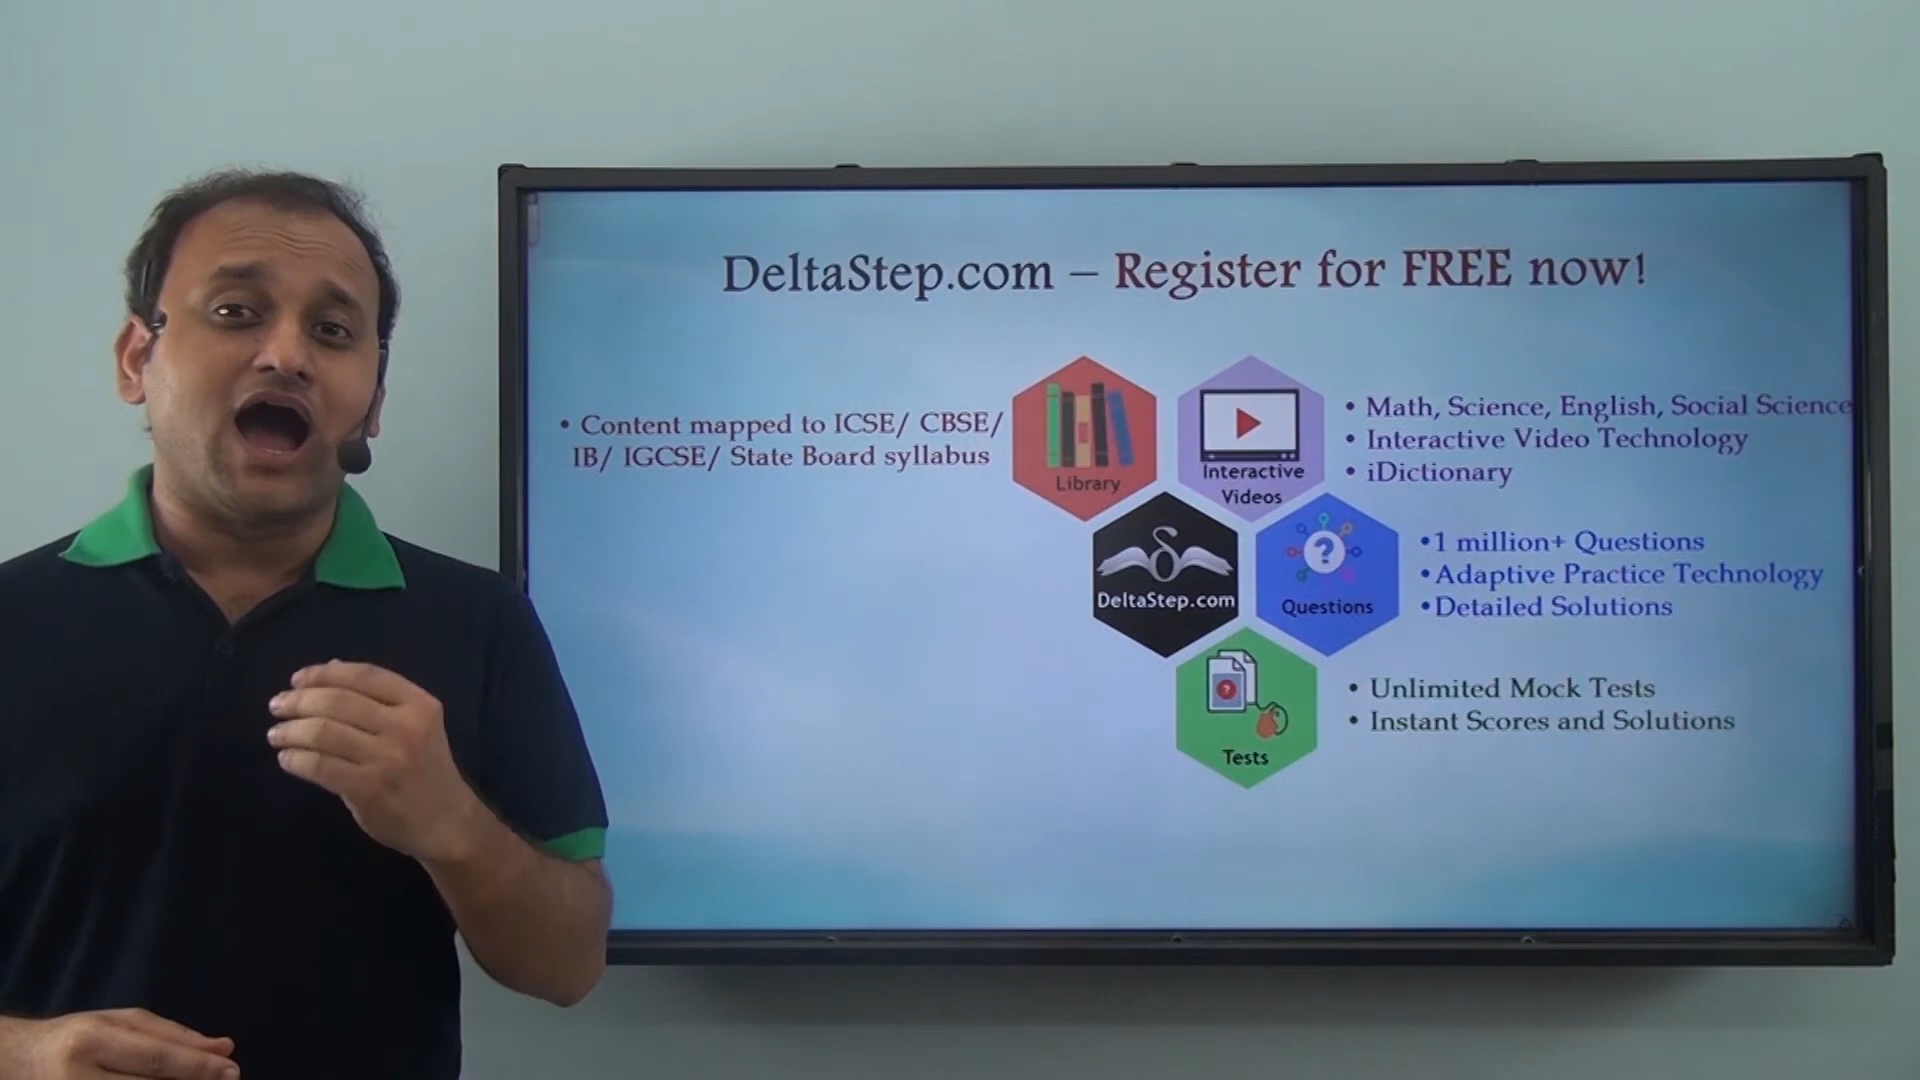 DeltaStep.com – Register for FREE now!
• Content mapped to ICSE/ CBSE/
IB/ IGCSE/ State Board syllabus
Library
Interactive
Videos
• Math, Science, English, Social Science
• Interactive Video Technology
• iDictionary
DeltaStep.com
?
Questions
•1 million+ Questions
•Adaptive Practice Technology
•Detailed Solutions
?
Tests
• Unlimited Mock Tests
• Instant Scores and Solutions